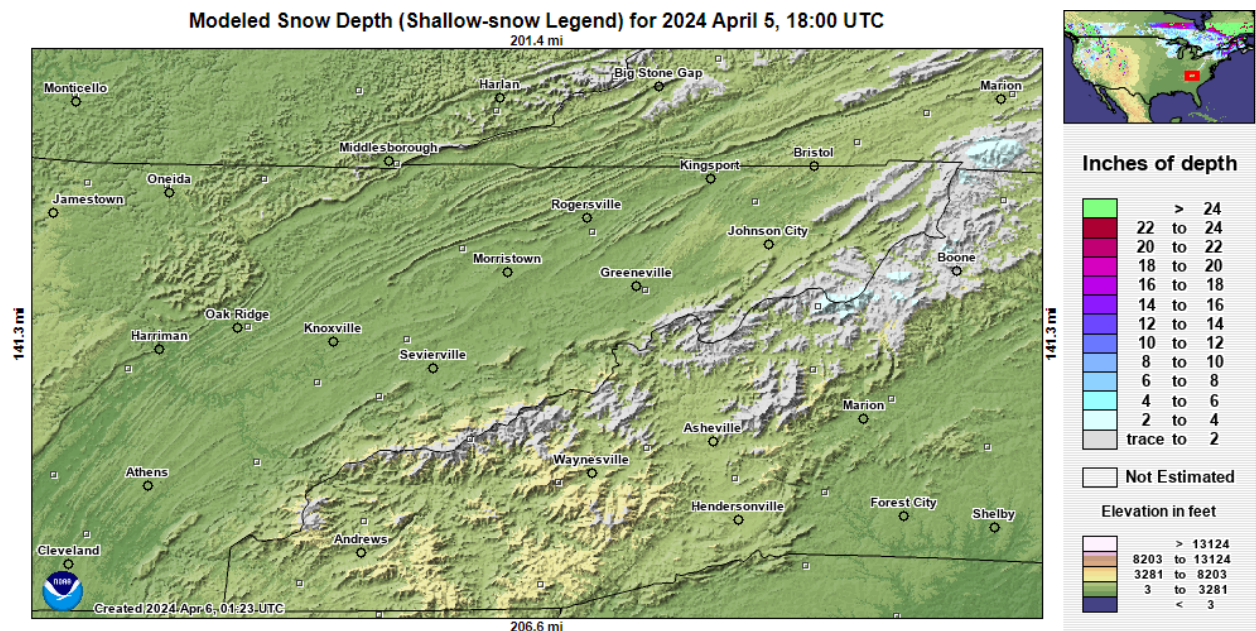 Modeled Snow Depth (Shallow-snow Legend) for 2024 April 5, 18:00 UTC
201.4 mi
Monticello
Harlan
Big Stone Gap
Marion
Middlesborough
Kingsport
Bristol
Oneida
Jamestown
Rogersville
Johnson City
Morristown
Greeneville
Boone
Oak Ridge
Harriman
Knoxville
Sevierville
141.3 mi
141.3 mi
Marion
Asheville
Waynesville
Athens
Hendersonville
Forest City
Shelby
Andrews
Cleveland
NOAA
Created 2024-Apr 6, 01:23 UTC
206.6 mi
Inches of depth
> 24
22 to 24
20 to 22
18 to 20
16 to 18
14 to 16
12 to 14
10 to 12
8 to 10
6 to 8
4 to 6
2 to 4
trace to 2
Not Estimated
Elevation in feet
> 13124
8203 to 13124
3281 to 8203
3 to 3281
< 3